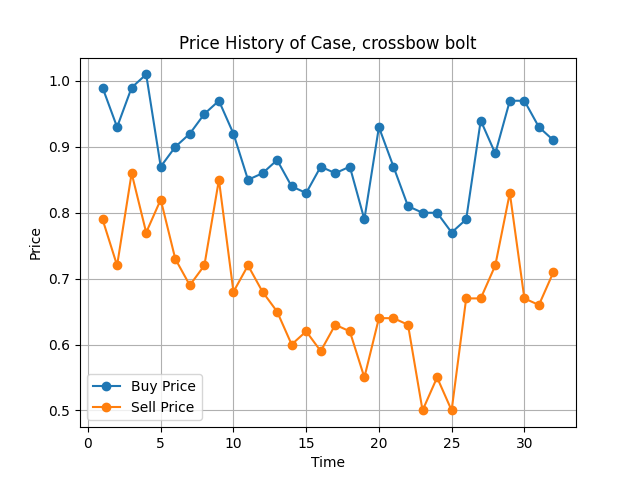 Price History of Case, crossbow bolt
1.0
0.9
0.8
0.7
0.6
0.5
Price
Buy Price
Sell Price
0 5 10 15 20 25 30
Time